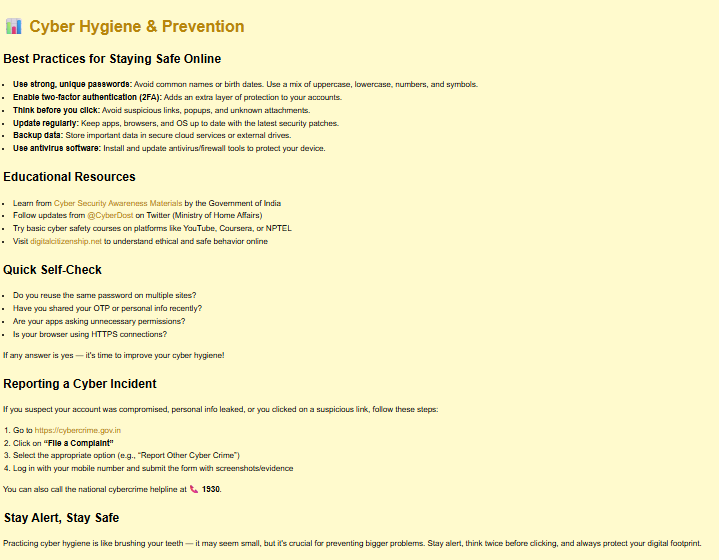 Cyber Hygiene & Prevention
Best Practices for Staying Safe Online
• Use strong, unique passwords: Avoid common names or birth dates. Use a mix of uppercase, lowercase, numbers, and symbols.
• Enable two-factor authentication (2FA): Adds an extra layer of protection to your accounts.
• Think before you click: Avoid suspicious links, popups, and unknown attachments.
• Update regularly: Keep apps, browsers, and OS up to date with the latest security patches.
• Backup data: Store important data in secure cloud services or external drives.
• Use antivirus software: Install and update antivirus/firewall tools to protect your device.
Educational Resources
• Learn from Cyber Security Awareness Materials by the Government of India
• Follow updates from @CyberDost on Twitter (Ministry of Home Affairs)
• Try basic cyber safety courses on platforms like YouTube, Coursera, or NPTEL
• Visit digitalcitizenship.net to understand ethical and safe behavior online
Quick Self-Check
• Do you reuse the same password on multiple sites?
• Have you shared your OTP or personal info recently?
• Are your apps asking unnecessary permissions?
• Is your browser using HTTPS connections?
If any answer is yes — it's time to improve your cyber hygiene!
Reporting a Cyber Incident
If you suspect your account was compromised, personal info leaked, or you clicked on a suspicious link, follow these steps:
1. Go to https://cybercrime.gov.in
2. Click on “File a Complaint”
3. Select the appropriate option (e.g., “Report Other Cyber Crime”)
4. Log in with your mobile number and submit the form with screenshots/evidence
You can also call the national cybercrime helpline at 📞 1930.
Stay Alert, Stay Safe
Practicing cyber hygiene is like brushing your teeth — it may seem small, but it's crucial for preventing bigger problems. Stay alert, think twice before clicking, and always protect your digital footprint.